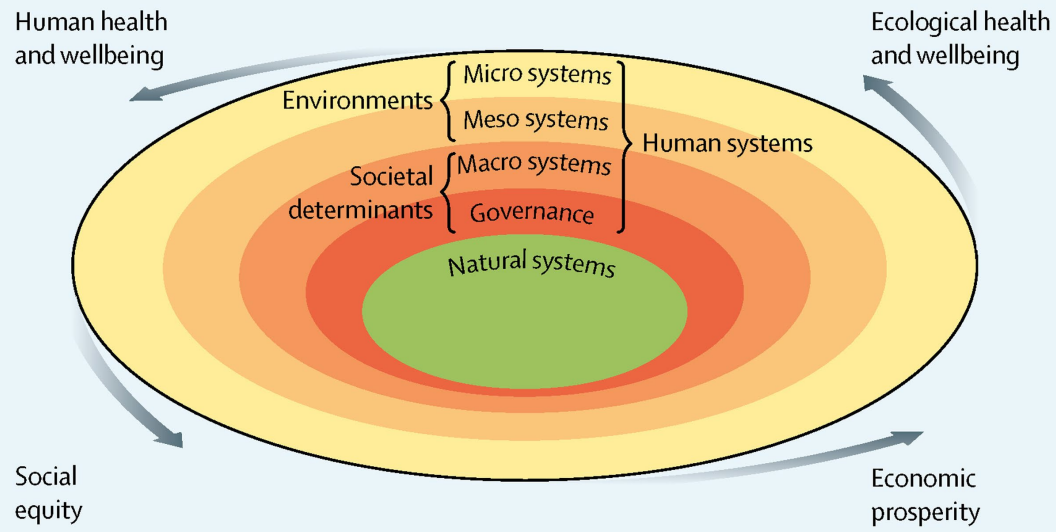 Human health
and wellbeing
Ecological health
and wellbeing
Environments
Micro systems
Meso systems
Human systems
Societal
determinants
Macro systems
Governance
Natural systems
Social
equity
Economic
prosperity